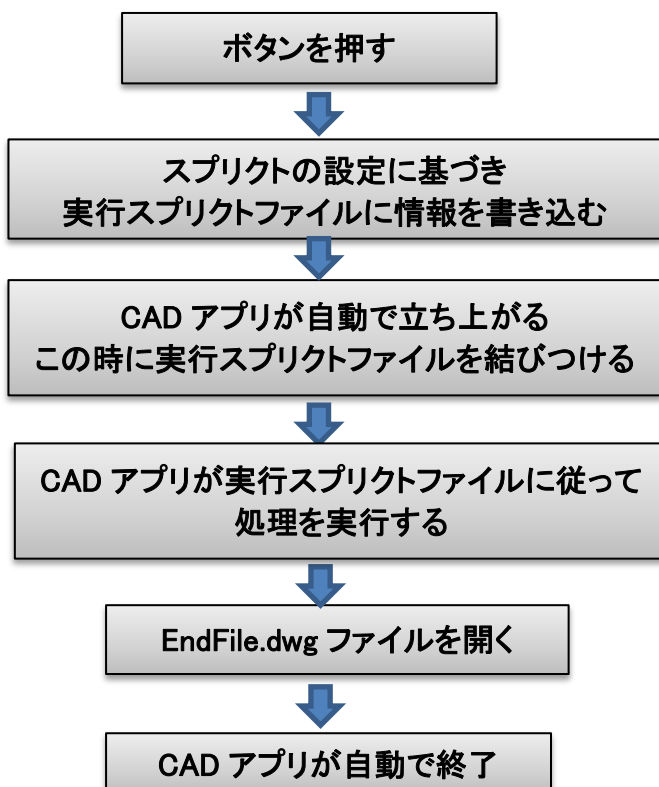 ボタンを押す
スプリクトの設定に基づき
実行スプリクトファイルに情報を書き込む
CAD アプリが自動で立ち上がる
この時に実行スプリクトファイルを結びつける
CAD アプリが実行スプリクトファイルに従って
処理を実行する
EndFile.dwg ファイルを開く
CAD アプリが自動で終了